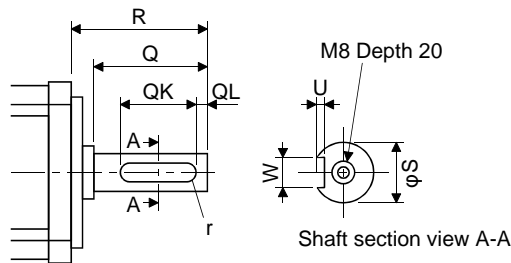 R
Q
M8 Depth 20
QK
QL
U
A
W
φS
A
r
Shaft section view A-A